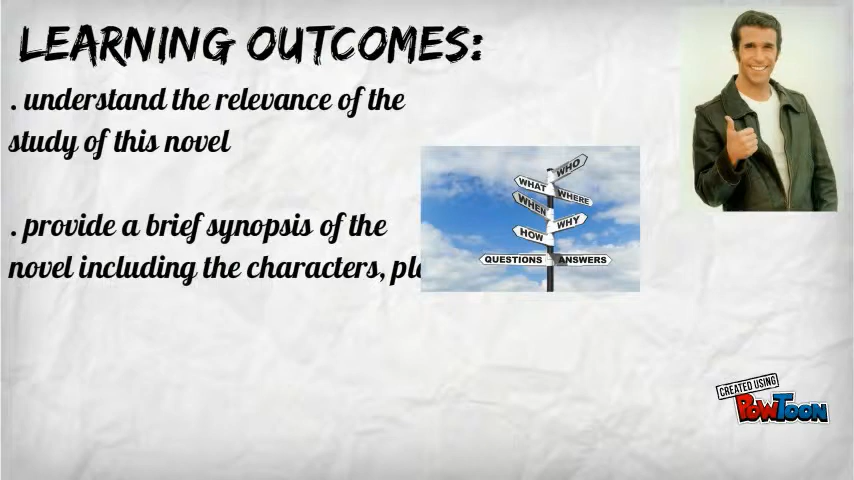 LEARNING OUTCOMES:
. understand the relevance of the
study of this novel
. provide a brief synopsis of the
novel including the characters,
WHO
WHAT
WHERE
WHEN
WHY
HOW
QUESTIONS
ANSWERS
CREATED USING
POWTOON